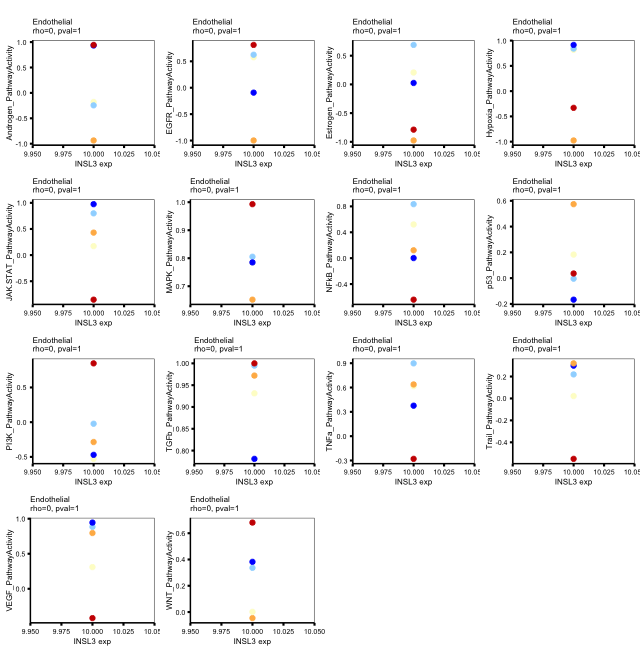 Endothelial
rho=0, pval=1
Androgen_PathwayActivity
1.0
0.5
0.0
-0.5
-1.0
9.950 9.975 10.000 10.025 10.05
INSL3 exp
Endothelial
rho=0, pval=1
EGFR_PathwayActivity
0.5
0.0
-0.5
-1.0
9.950 9.975 10.000 10.025 10.05
INSL3 exp
Endothelial
rho=0, pval=1
Estrogen_PathwayActivity
0.5
0.0
-0.5
-1.0
9.950 9.975 10.000 10.025 10.05
INSL3 exp
Endothelial
rho=0, pval=1
Hypoxia_PathwayActivity
1.0
0.5
0.0
-0.5
-1.0
9.950 9.975 10.000 10.025 10.05
INSL3 exp
Endothelial
rho=0, pval=1
JAK.STAT_PathwayActivity
1.0
0.5
0.0
-0.5
9.950 9.975 10.000 10.025 10.05
INSL3 exp
Endothelial
rho=0, pval=1
MAPK_PathwayActivity
1.0
0.9
0.8
0.7
9.950 9.975 10.000 10.025 10.05
INSL3 exp
Endothelial
rho=0, pval=1
NFkB_PathwayActivity
0.8
0.4
0.0
-0.4
9.950 9.975 10.000 10.025 10.05
INSL3 exp
Endothelial
rho=0, pval=1
p53_PathwayActivity
0.6
0.4
0.2
0.0
-0.2
9.950 9.975 10.000 10.025 10.05
INSL3 exp
Endothelial
rho=0, pval=1
PI3K_PathwayActivity
0.5
0.0
-0.5
9.950 9.975 10.000 10.025 10.05
INSL3 exp
Endothelial
rho=0, pval=1
TGFb_PathwayActivity
1.00
0.95
0.90
0.85
0.80
9.950 9.975 10.000 10.025 10.05
INSL3 exp
Endothelial
rho=0, pval=1
TNFa_PathwayActivity
0.9
0.6
0.3
0.0
-0.3
9.950 9.975 10.000 10.025 10.05
INSL3 exp
Endothelial
rho=0, pval=1
Trail_PathwayActivity
0.2
0.0
-0.2
-0.4
9.950 9.975 10.000 10.025 10.05
INSL3 exp
Endothelial
rho=0, pval=1
VEGF_PathwayActivity
1.0
0.5
0.0
9.950 9.975 10.000 10.025 10.05
INSL3 exp
Endothelial
rho=0, pval=1
WNT_PathwayActivity
0.6
0.4
0.2
0.0
9.950 9.975 10.000 10.025 10.050
INSL3 exp